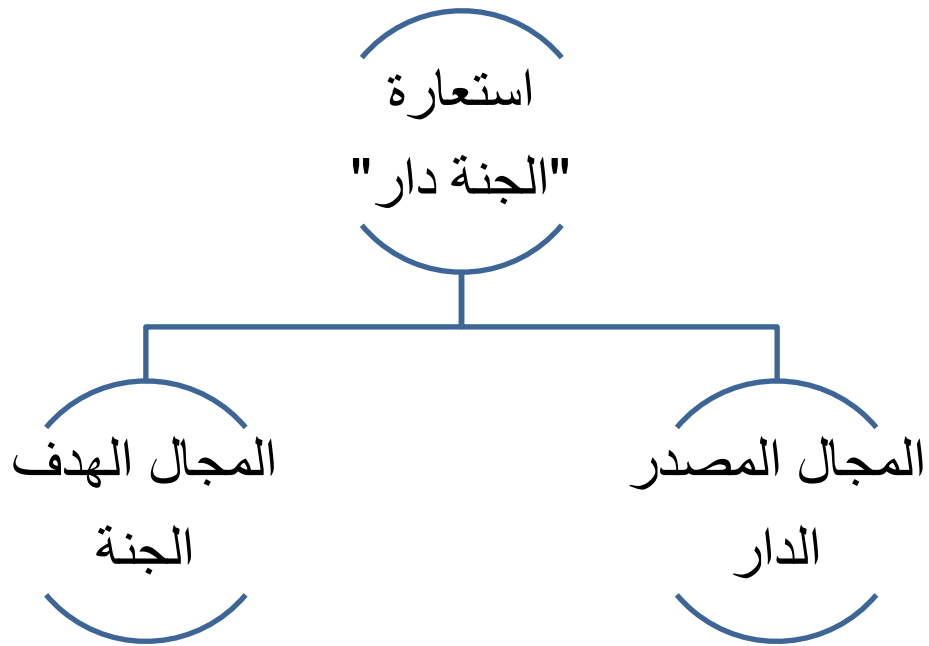 استعارة
"الجنة دار"
المجال المصدر
الدار
المجال الهدف
الجنة